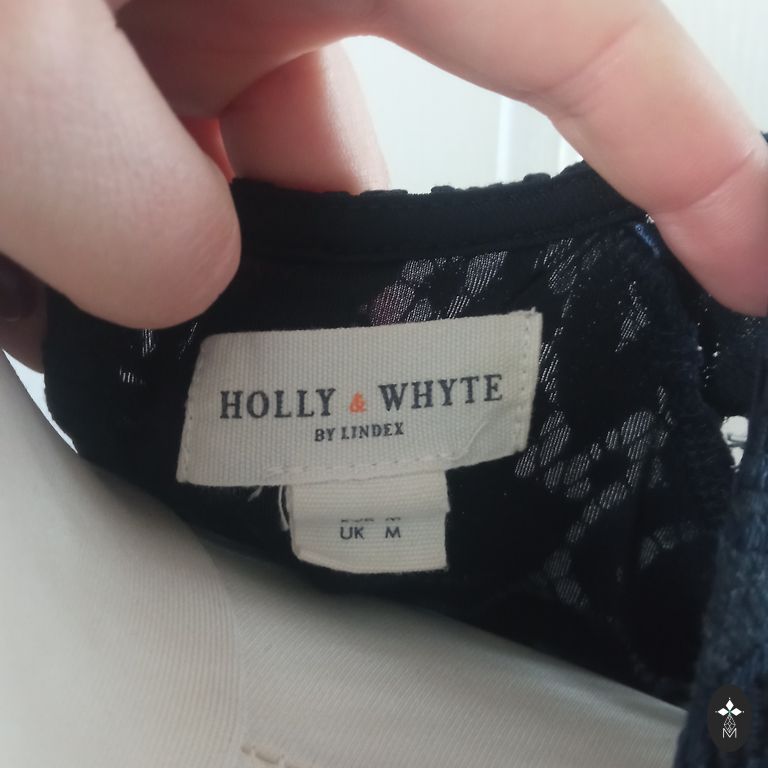 HOLLY & WHYTE
BY LINDEX
UK M
M